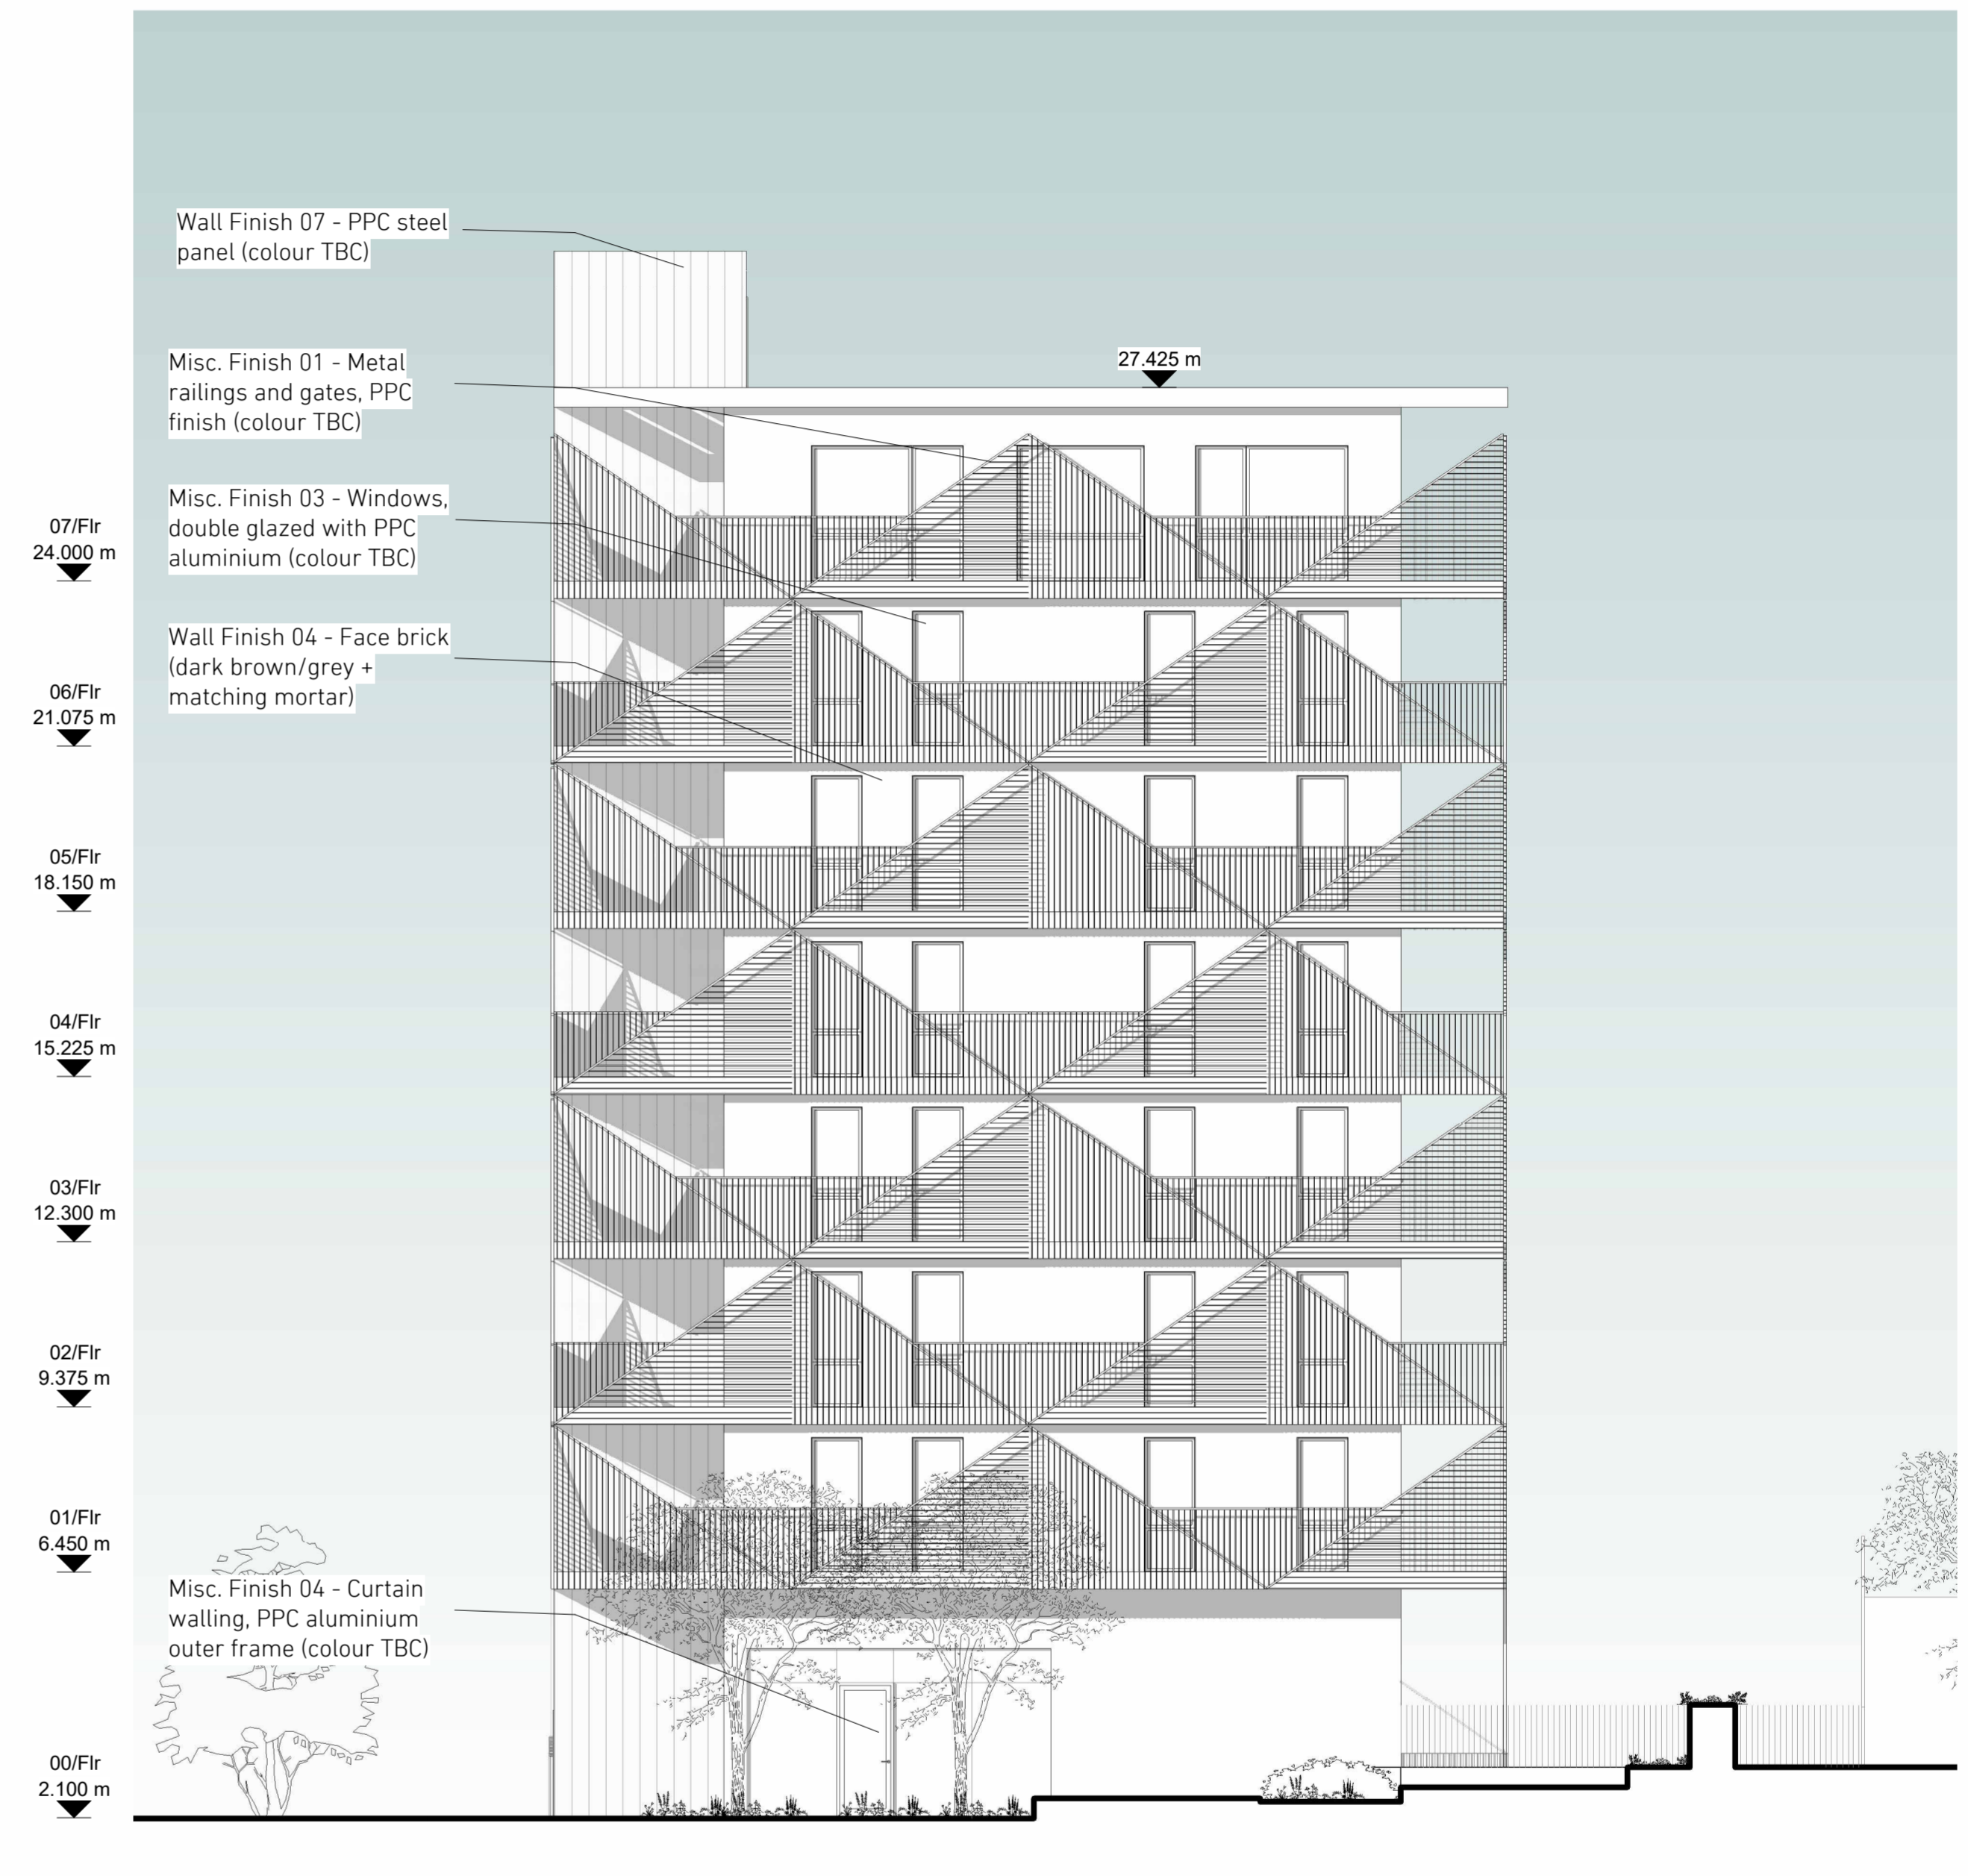 Wall Finish 07 - PPC steel
panel (colour TBC)
27.425 m
Misc. Finish 01 - Metal
railings and gates, PPC
finish (colour TBC)
Misc. Finish 03 - Windows,
double glazed with PPC
aluminium (colour TBC)
07/Flr
24.000 m
Wall Finish 04 - Face brick
(dark brown/grey +
matching mortar)
06/Flr
21.075 m
05/Flr
18.150 m
04/Flr
15.225 m
03/Flr
12.300 m
02/Flr
9.375 m
01/Flr
6.450 m
Misc. Finish 04 - Curtain
walling, PPC aluminium
outer frame (colour TBC)
00/Flr
2.100 m